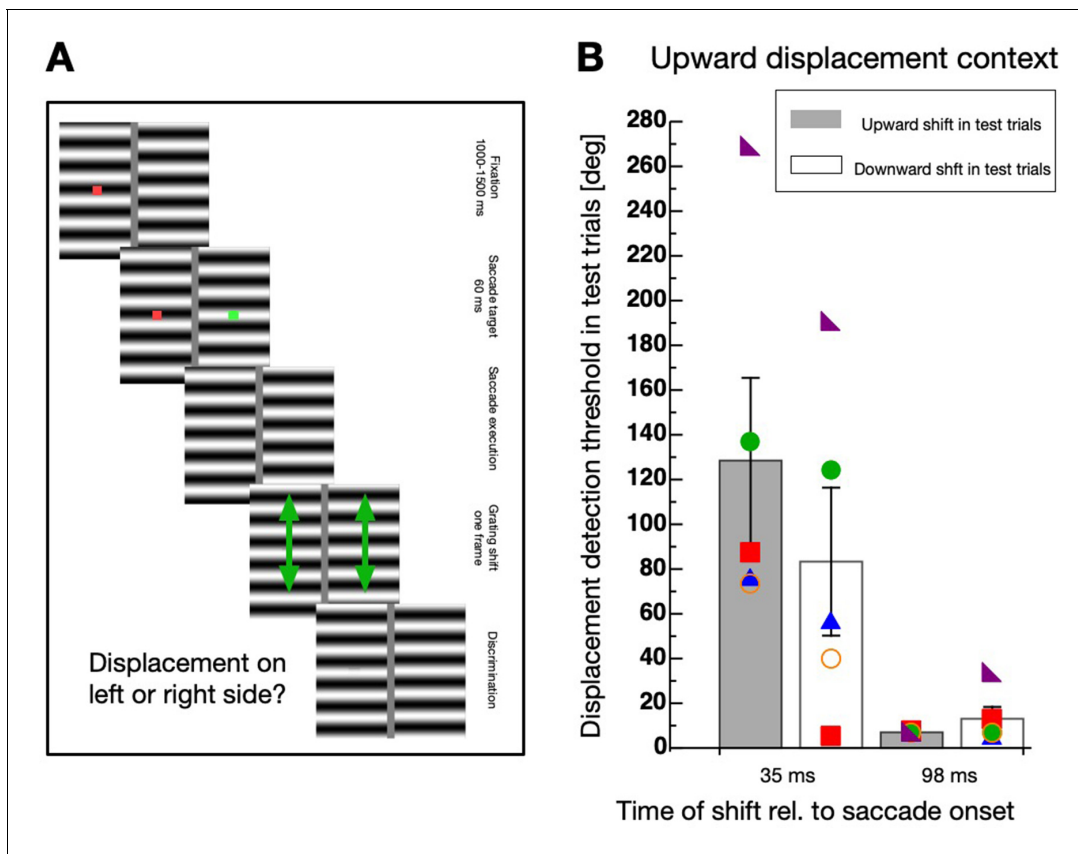 A
Fixation
1000-1500 ms
Saccade target
60 ms
Saccade execution
Grating shift
one frame
Discrimination
Displacement on
left or right side?
B
Upward displacement context
Upward shift in test trials
Downward shft in test trials
Displacement detection threshold in test trials [deg]
280
260
240
220
200
180
160
140
120
100
80
60
40
20
0
35 ms
98 ms
Time of shift rel. to saccade onset